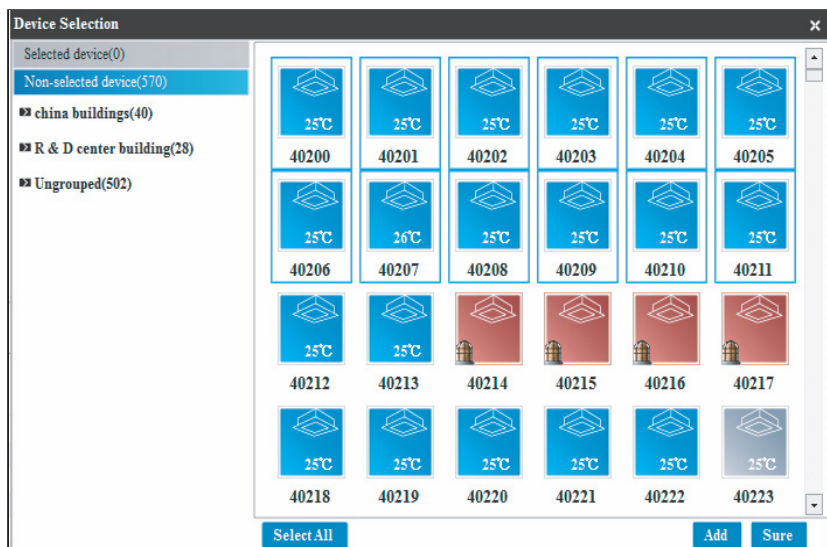 Device Selection
Selected device(0)
Non-selected device(570)
china buildings(40)
R & D center building(28)
Ungrouped(502)
25℃ 25℃ 25℃ 25℃ 25℃ 25℃
40200 40201 40202 40203 40204 40205
25℃ 26℃ 25℃ 25℃ 25℃ 25℃
40206 40207 40208 40209 40210 40211
25℃ 25℃
40212 40213 40214 40215 40216 40217
25℃ 25℃ 25℃ 25℃ 25℃ 25℃
40218 40219 40220 40221 40222 40223
Select All Add Sure